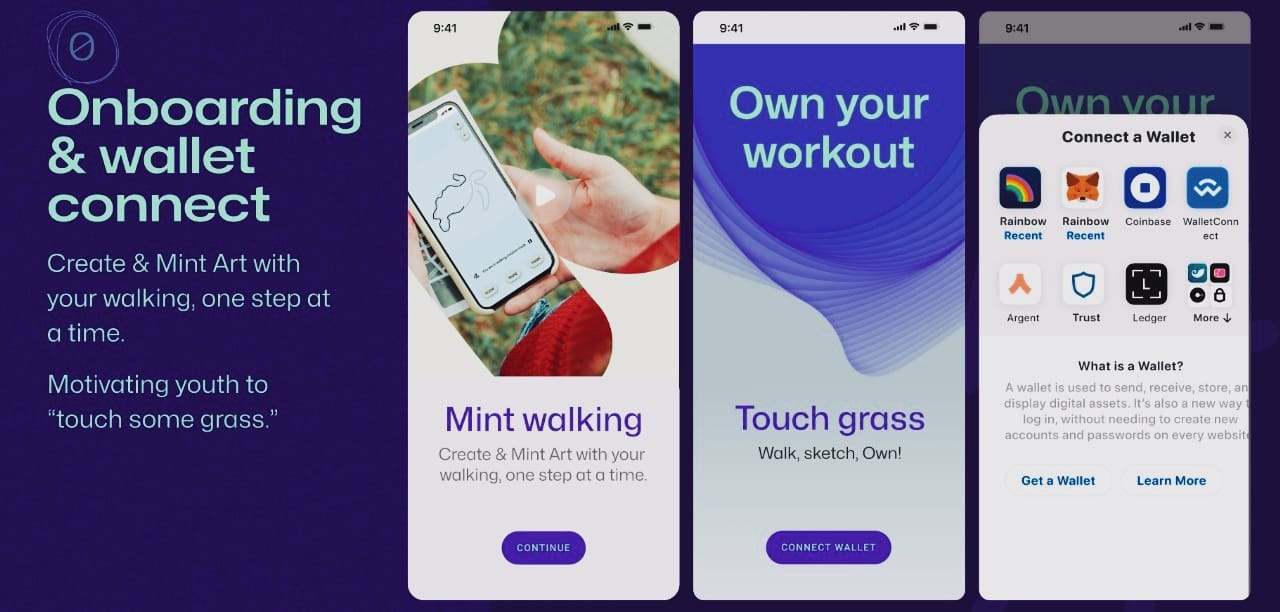 0
Onboarding
& wallet
connect
Create & Mint Art with
your walking, one step at
a time.
Motivating youth to
“touch some grass.”
9:41
Mint walking
Create & Mint Art with your
walking, one step at a time.
CONTINUE
9:41
Own your
workout
Touch grass
Walk, sketch, Own!
CONNECT WALLET
9:41
Own your
Connect a Wallet
Rainbow
Recent
Rainbow
Recent
Coinbase
WalletConn
ect
Argent
Trust
L
Ledger
More ↓
What is a Wallet?
A wallet is used to send, receive, store, an
display digital assets. It's also a new way t
log in, without needing to create new
accounts and passwords on every website
Get a Wallet
Learn More